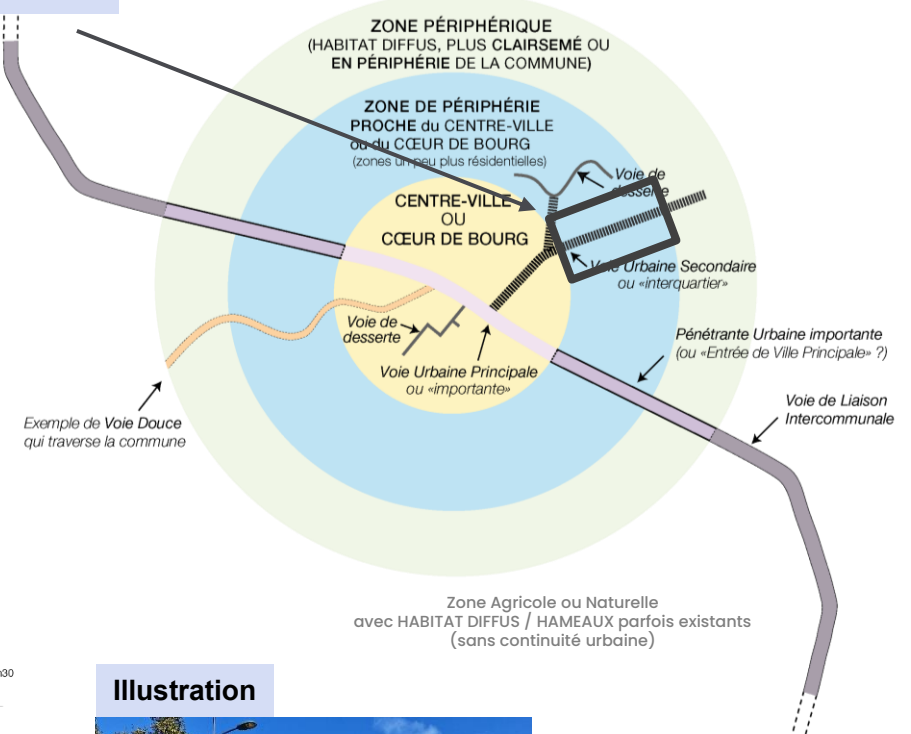 ZONE PÉRIPHÉRIQUE
(HABITAT DIFFUS, PLUS CLAIRSEMÉ OU
EN PÉRIPHÉRIE DE LA COMMUNE)
ZONE DE PÉRIPHÉRIE
PROCHE du CENTRE-VILLE
ou du CŒUR DE BOURG
(zones un peu plus résidentielles)
Voie de
desserte
CENTRE-VILLE
OU
CŒUR DE BOURG
Voie Urbaine Secondaire
ou «interquartier»
Voie de
desserte
Pénétrante Urbaine importante
(ou «Entrée de Ville Principale» ?)
Voie Urbaine Principale
ou «importante»
Voie de Liaison
Intercommunale
Exemple de Voie Douce
qui traverse la commune
Zone Agricole ou Naturelle
avec HABITAT DIFFUS / HAMEAUX parfois existants
(sans continuité urbaine)
Illustration